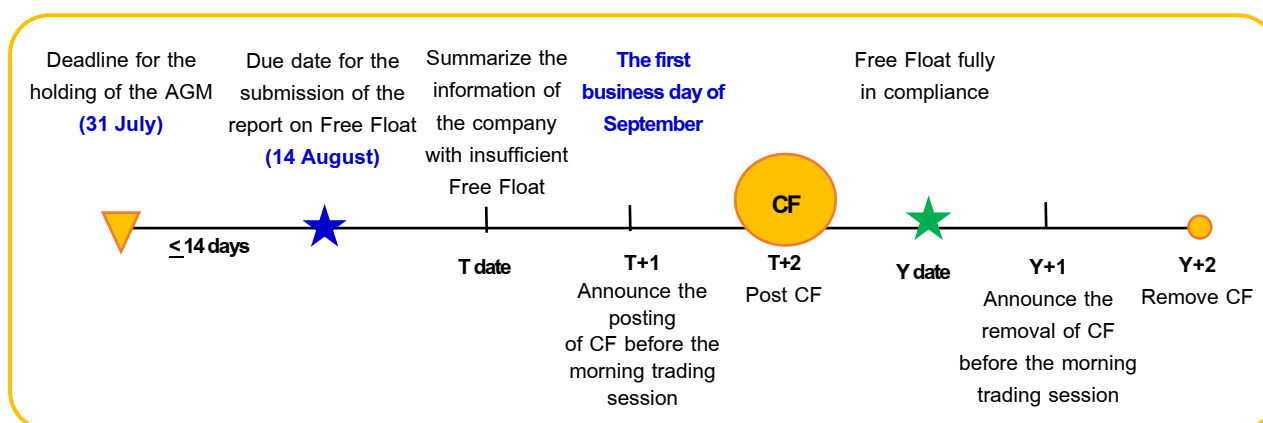 Deadline for the
holding of the AGM
(31 July)
Due date for the
submission of the
report on Free Float
(14 August)
Summarize the
information of
the company
with insufficient
Free Float
The first
business day of
September
Free Float fully
in compliance
CF
< 14 days
T date
T+1
Announce the
posting
of CF before the
morning trading
session
T+2
Post CF
Y date
Y+1
Announce the
removal of CF
before the morning
trading session
Y+2
Remove CF